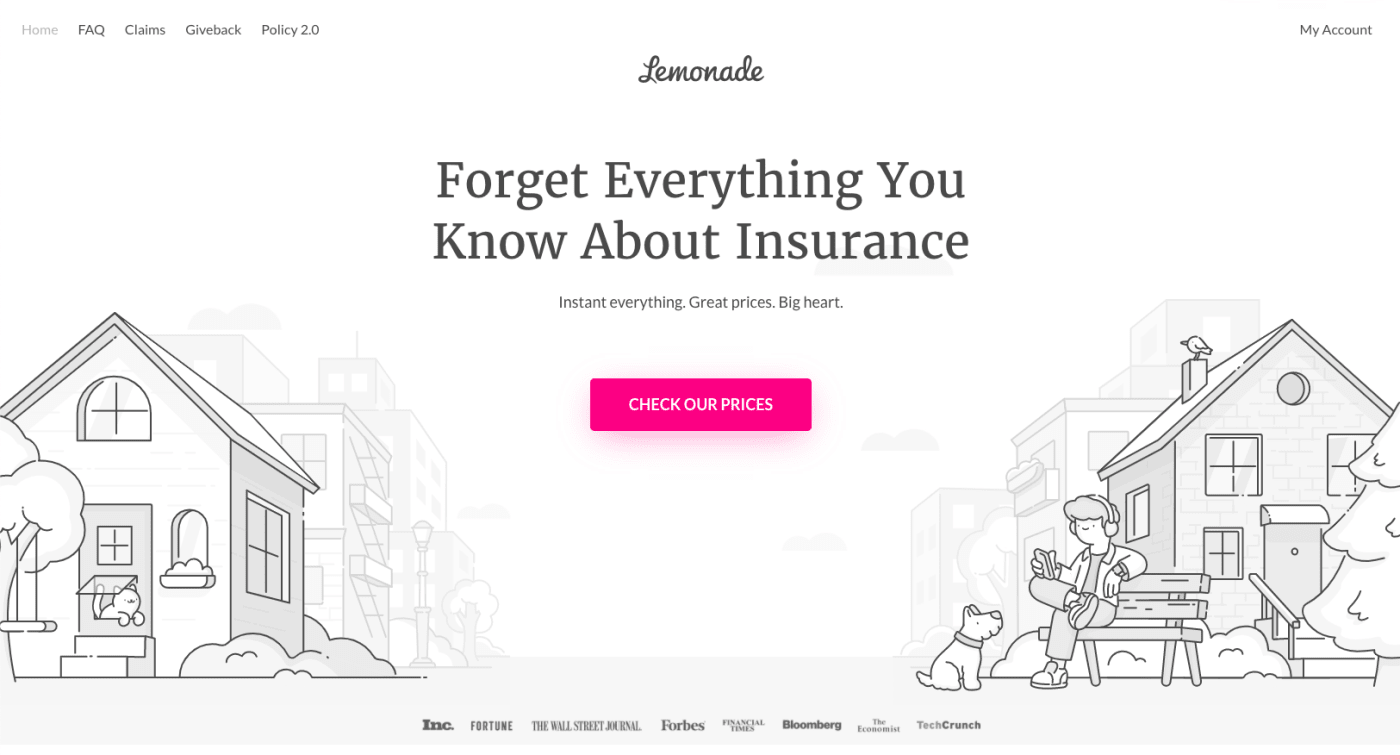 Home FAQ Claims Giveback Policy 2.0 My Account
Lemonade
Forget Everything You
Know About Insurance
Instant everything. Great prices. Big heart.
CHECK OUR PRICES
Inc. FORTUNE THE WALL STREET JOURNAL. Forbes FINANCIAL TIMES Bloomberg The Economist TechCrunch